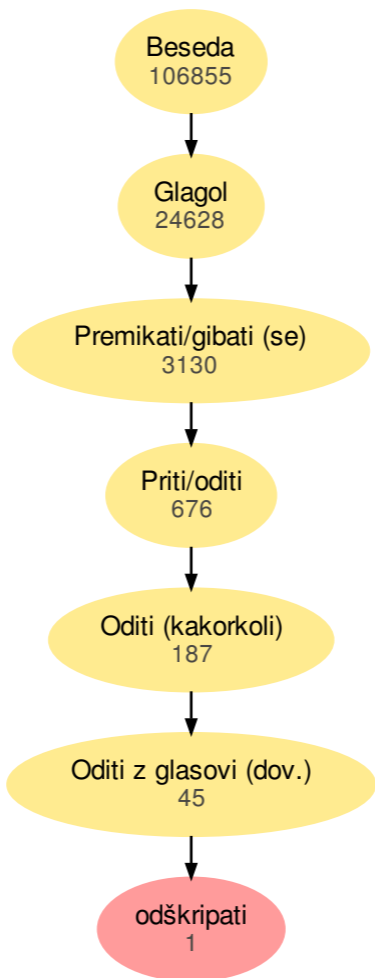 Beseda
106855
Glagol
24628
Premikati/gibati (se)
3130
Priti/oditi
676
Oditi (kakorkoli)
187
Oditi z glasovi (dov.)
45
odškripati
1